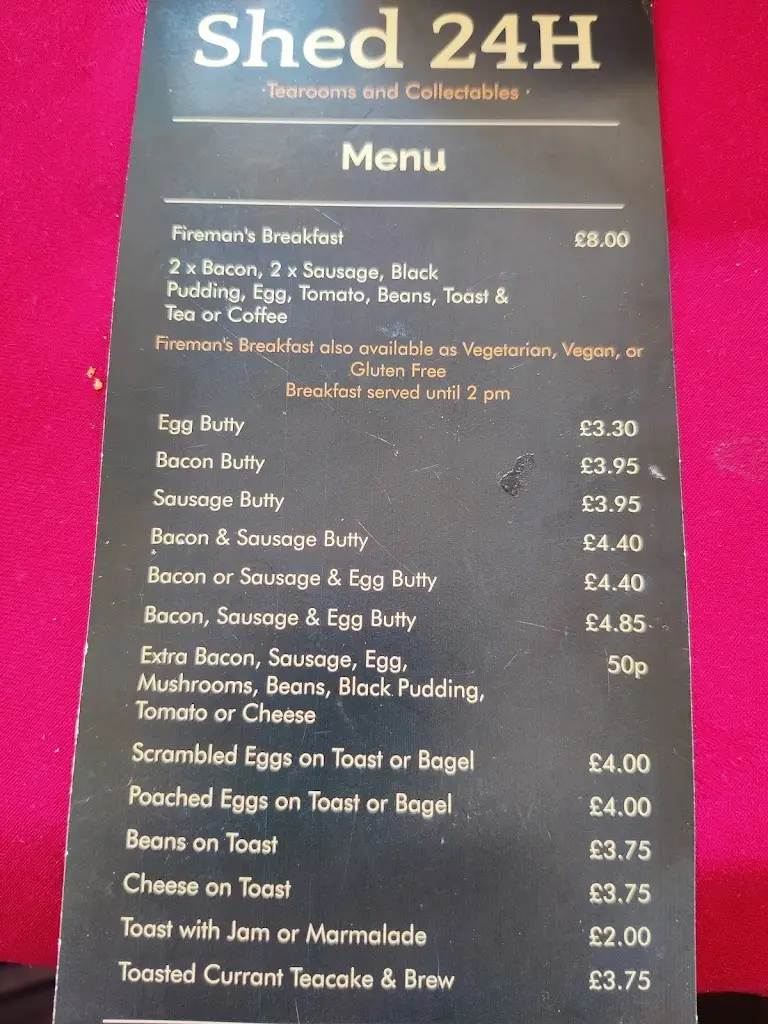 Shed 24H
·Tearooms and Collectables·
Menu
Fireman's Breakfast £8.00
2 x Bacon, 2 x Sausage, Black
Pudding, Egg, Tomato, Beans, Toast &
Tea or Coffee
Fireman's Breakfast also available as Vegetarian, Vegan, or
Gluten Free
Breakfast served until 2 pm
Egg Butty £3.30
Bacon Butty £3.95
Sausage Butty £3.95
Bacon & Sausage Butty £4.40
Bacon or Sausage & Egg Butty £4.40
Bacon, Sausage & Egg Butty £4.85
Extra Bacon, Sausage, Egg, 50p
Mushrooms, Beans, Black Pudding,
Tomato or Cheese
Scrambled Eggs on Toast or Bagel £4.00
Poached Eggs on Toast or Bagel £4.00
Beans on Toast £3.75
Cheese on Toast £3.75
Toast with Jam or Marmalade £2.00
Toasted Currant Teacake & Brew £3.75